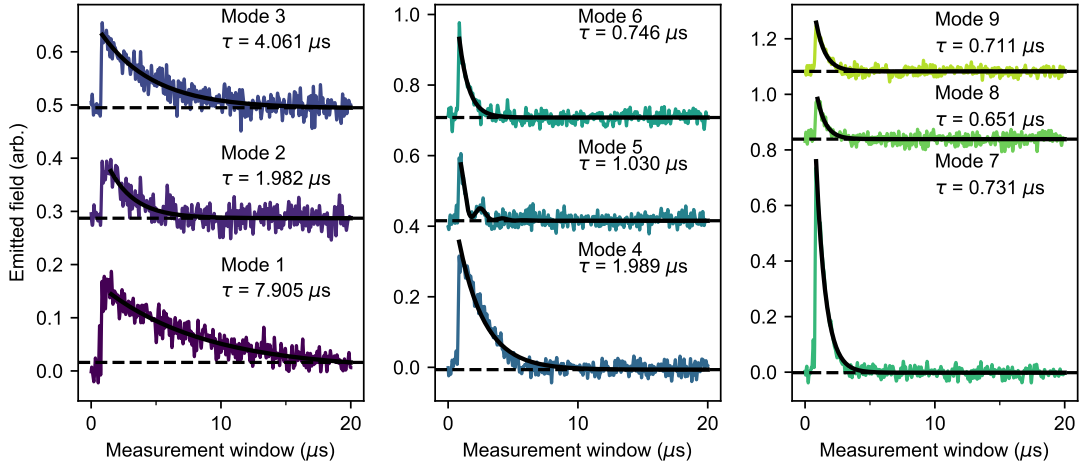 Emitted field (arb.)
0.6
0.5
0.4
0.3
0.2
0.1
0.0
Mode 3
τ = 4.061 μs
Mode 2
τ = 1.982 μs
Mode 1
τ = 7.905 μs
0
10
20
Measurement window (μs)
1.0
0.8
0.6
0.4
0.2
0.0
Mode 6
τ = 0.746 μs
Mode 5
τ = 1.030 μs
Mode 4
τ = 1.989 μs
0
10
20
Measurement window (μs)
1.2
1.0
0.8
0.6
0.4
0.2
0.0
Mode 9
τ = 0.711 μs
Mode 8
τ = 0.651 μs
Mode 7
τ = 0.731 μs
0
10
20
Measurement window (μs)